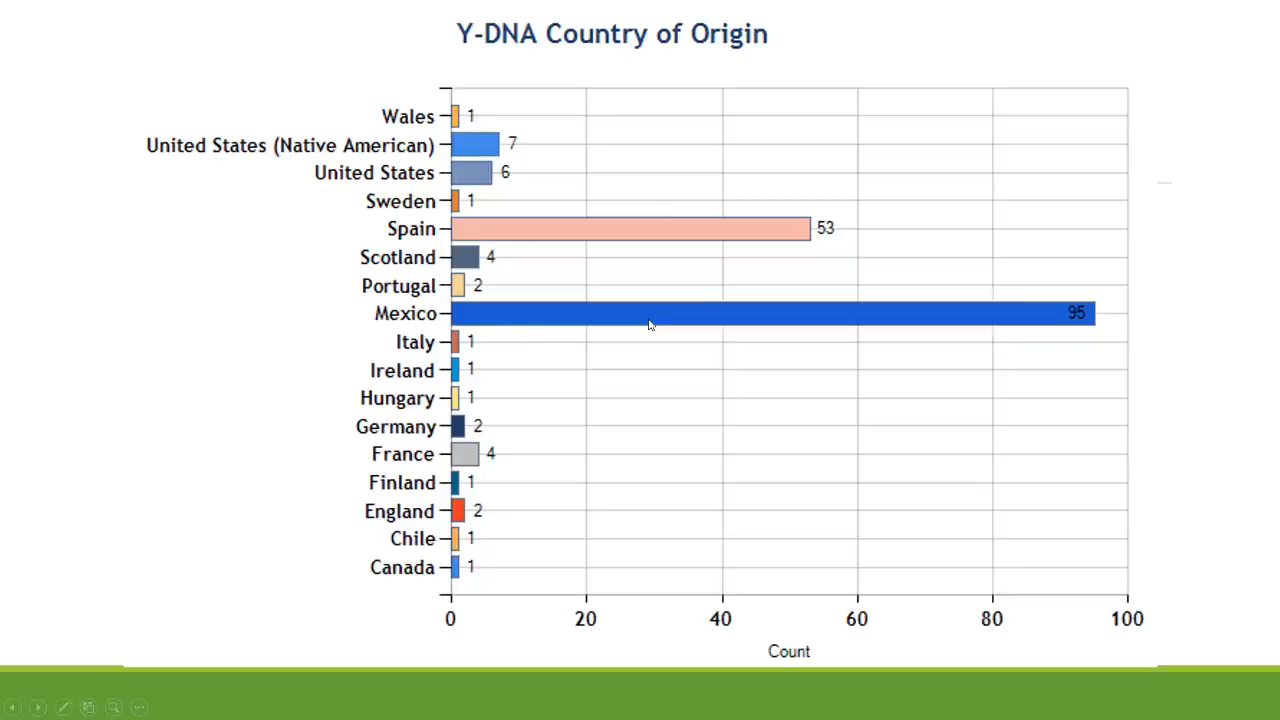 Y-DNA Country of Origin
Wales 1
United States (Native American) 7
United States 6
Sweden 1
Spain 53
Scotland 4
Portugal 2
Mexico 95
Italy 1
Ireland 1
Hungary 1
Germany 2
France 4
Finland 1
England 2
Chile 1
Canada 1
0 20 40 60 80 100
Count